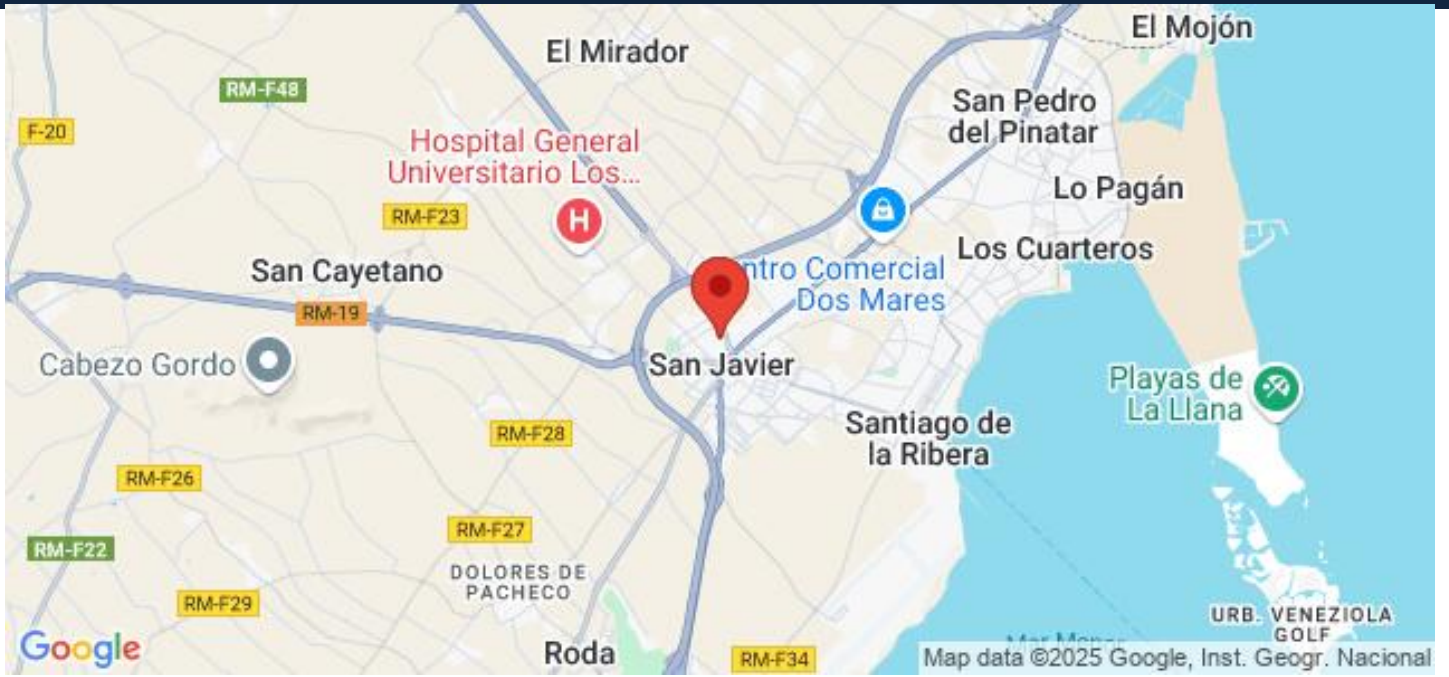 El Mojón
El Mirador
RM-F48
San Pedro
del Pinatar
F-20
Hospital General
Universitario Los...
Lo Pagán
RM-F23
H
Los Cuarteros
San Cayetano
ntro Comercial
Dos Mares
RM-19
Cabezo Gordo
San Javier
Playas de
La Llana
Santiago de
la Ribera
RM-F28
RM-F26
RM-F27
RM-F22
DOLORES DE
PACHECO
RM-F29
URB. VENEZIOLA
GOLF
Google
Roda
RM-F34
Mar Menor
Map data ©2025 Google, Inst. Geogr. Nacional